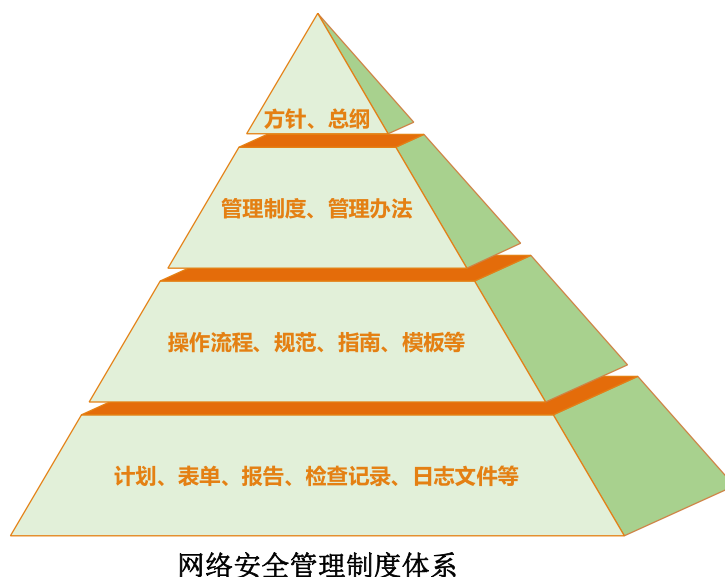 方针、总纲
管理制度、管理办法
操作流程、规范、指南、模板等
计划、表单、报告、检查记录、日志文件等
网络安全管理制度体系